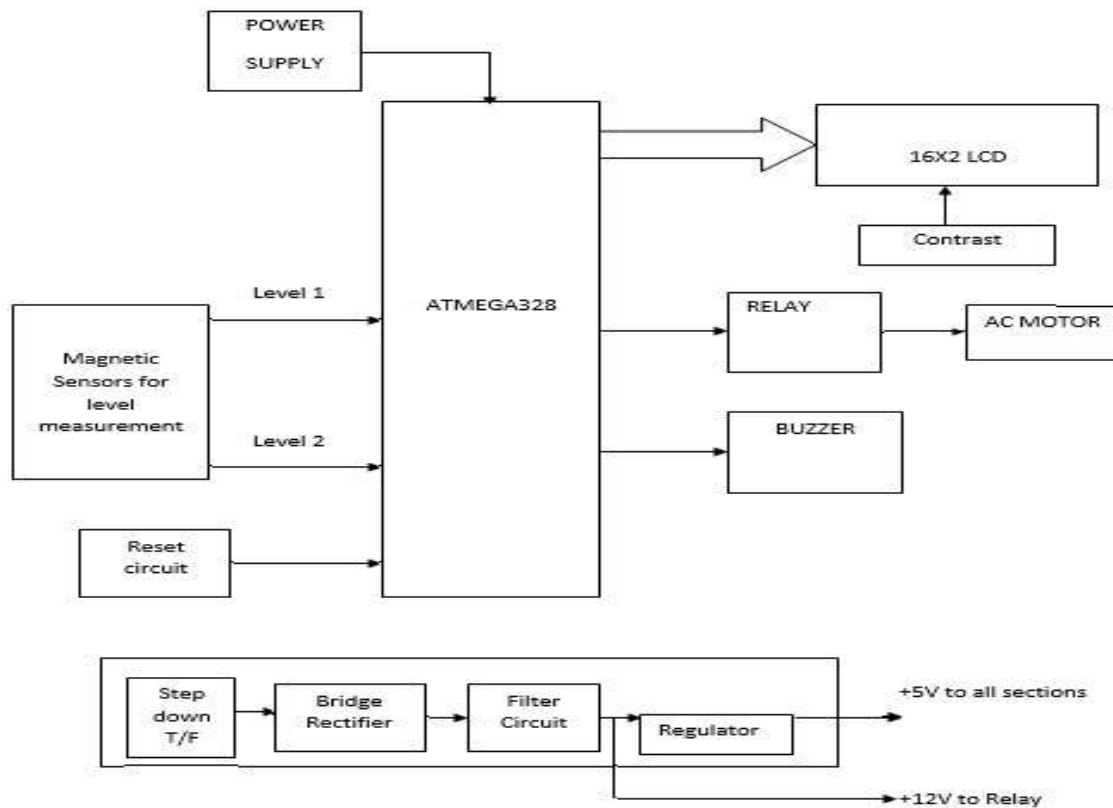 POWER
SUPPLY
16X2 LCD
Contrast
Level 1
ATMEGA328
RELAY
AC MOTOR
Magnetic
Sensors for
level
measurement
Level 2
BUZZER
Reset
circuit
Step
down
T/F
Bridge
Rectifier
Filter
Circuit
Regulator
+5V to all sections
+12V to Relay